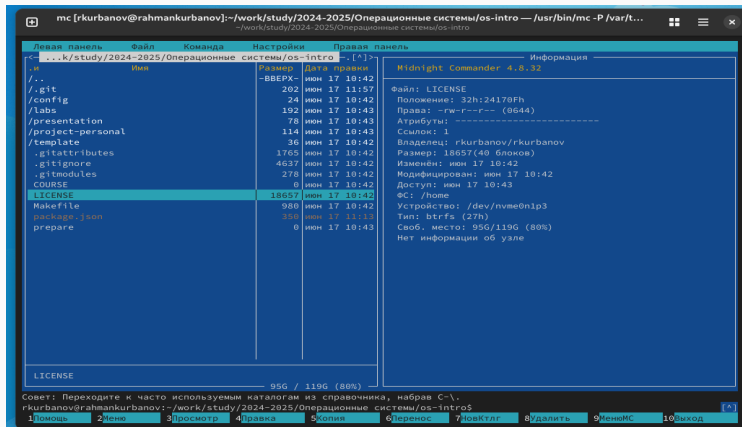 mc [rkurbanov@rahmankurbanov]:~/work/study/2024-2025/Операционные системы/os-intro — /usr/bin/mc -P /var/t...
~/work/study/2024-2025/Операционные системы/os-intro
Левая панель Файл Команда Настройки Правая панель
<— ...k/study/2024-2025/Операционные системы/os-intro —.[^]>
.и Имя Размер Дата правки
/.. -ВВЕРХ- июн 17 10:42
/.git 202 июн 17 11:57
/config 24 июн 17 10:42
/labs 192 июн 17 10:43
/presentation 78 июн 17 10:43
/project-personal 114 июн 17 10:43
/template 36 июн 17 10:42
.gitattributes 1765 июн 17 10:42
.gitignore 4637 июн 17 10:42
.gitmodules 278 июн 17 10:42
COURSE 0 июн 17 10:42
LICENSE 18657 июн 17 10:42
Makefile 980 июн 17 10:42
package.json 350 июн 17 11:13
prepare 0 июн 17 10:43
LICENSE
95G / 119G (80%)
Информация
Midnight Commander 4.8.32
Файл: LICENSE
Положение: 32h:24170Fh
Права: -rw-r--r-- (0644)
Атрибуты: -------------------------
Ссылок: 1
Владелец: rkurbanov/rkurbanov
Размер: 18657(40 блоков)
Изменён: июн 17 10:42
Модифицирован: июн 17 10:42
Доступ: июн 17 10:43
ФС: /home
Устройство: /dev/nvme0n1p3
Тип: btrfs (27h)
Своб. место: 95G/119G (80%)
Нет информации об узле
Совет: Переходите к часто используемым каталогам из справочника, набрав C-\.
rkurbanov@rahmankurbanov:~/work/study/2024-2025/Операционные системы/os-intro$ [^]
1Помощь 2Меню 3Просмотр 4Правка 5Копия 6Перенос 7НовКтлг 8Удалить 9МенюМС 10Выход